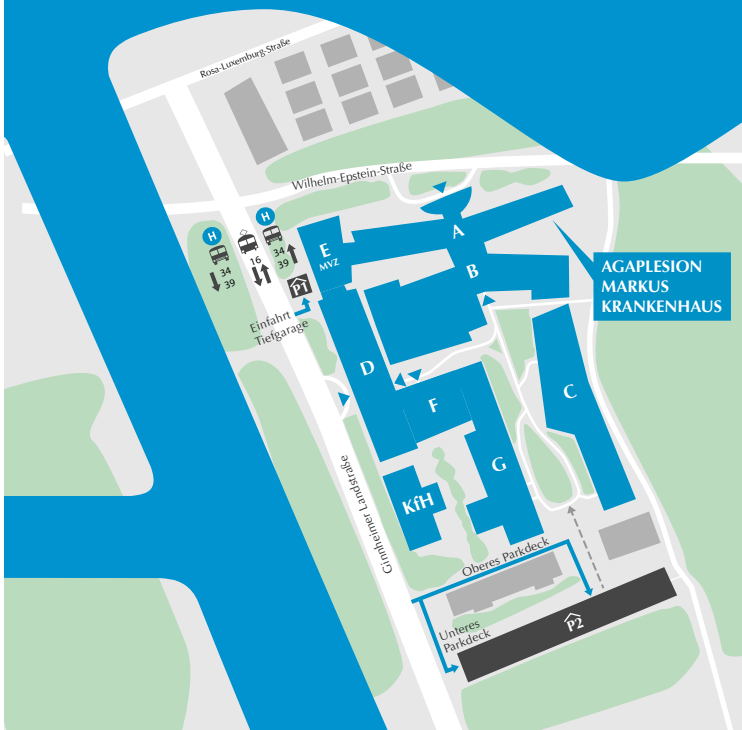 Rosa-Luxemburg-Straße
Wilhelm-Epstein-Straße
H
H
16
34
39
34
39
E
MVZ
A
B
P1
Einfahrt
Tiefgarage
AGAPLESION
MARKUS
KRANKENHAUS
D
C
F
G
KfH
Ginnheimer Landstraße
Oberes Parkdeck
Unteres
Parkdeck
P2